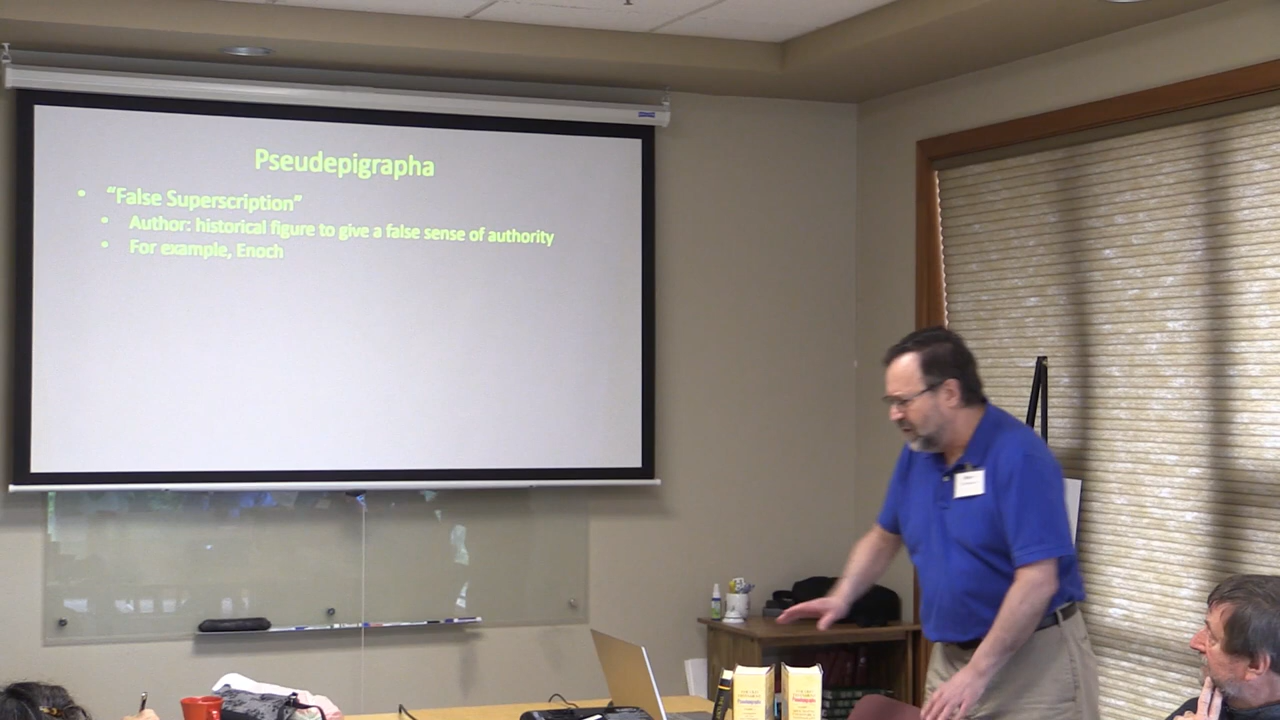 Pseudepigrapha
• “False Superscription”
• Author: historical figure to give a false sense of authority
• For example, Enoch